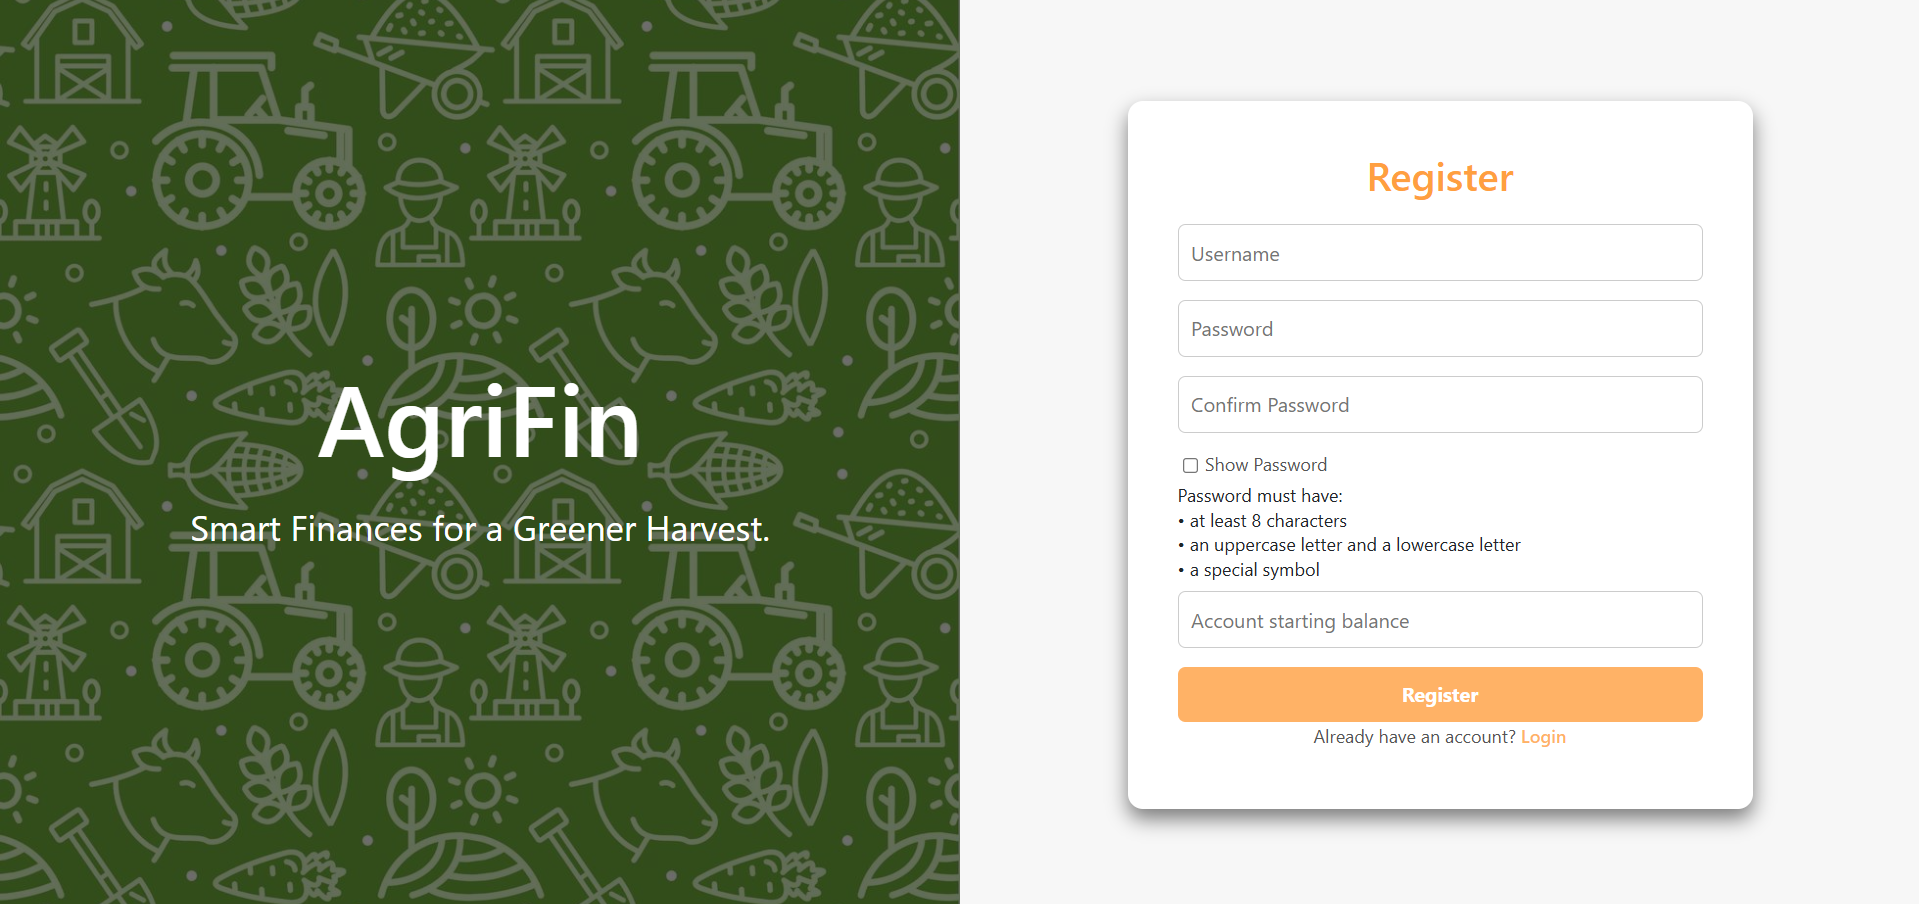 AgriFin
Smart Finances for a Greener Harvest.
Register
Username
Password
Confirm Password
Show Password
Password must have:
• at least 8 characters
• an uppercase letter and a lowercase letter
• a special symbol
Account starting balance
Register
Already have an account? Login